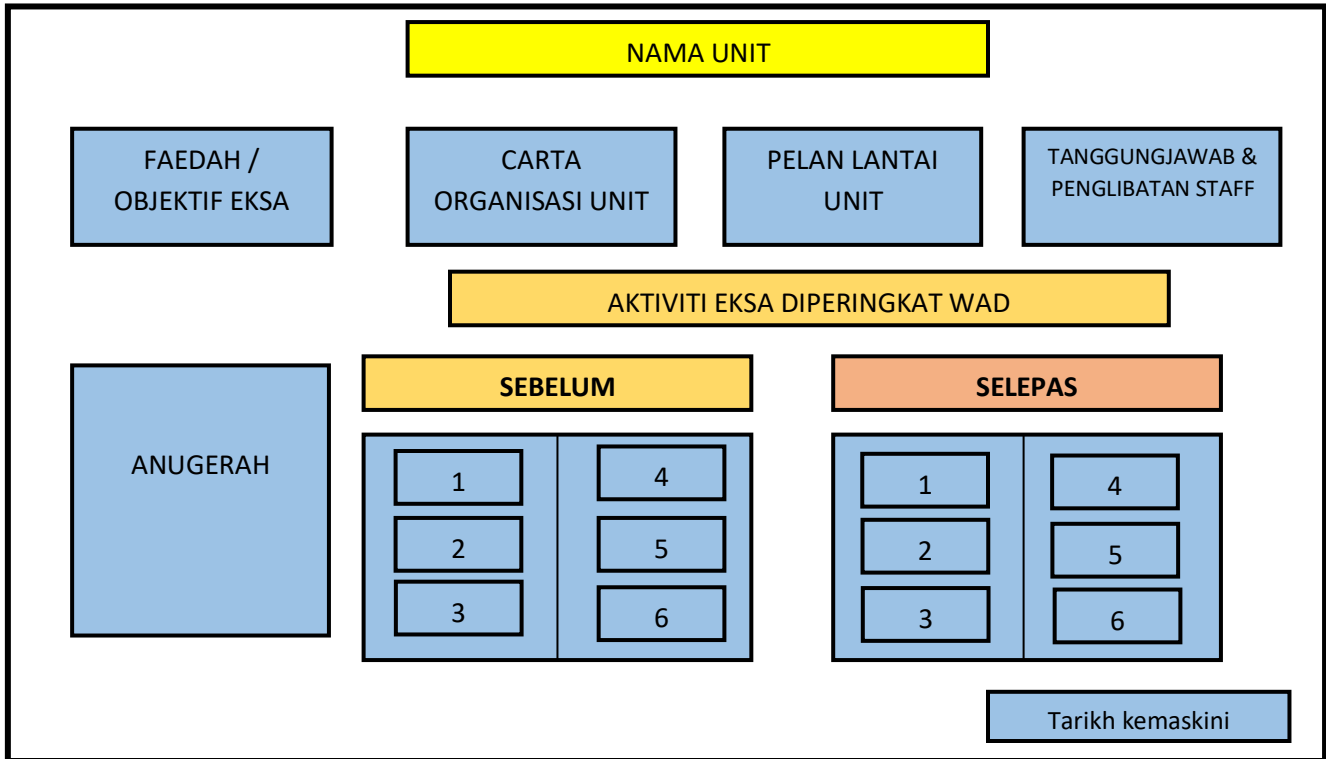 NAMA UNIT
FAEDAH /
OBJEKTIF EKSA
CARTA
ORGANISASI UNIT
PELAN LANTAI
UNIT
TANGGUNGJAWAB &
PENGLIBATAN STAFF
AKTIVITI EKSA DIPERINGKAT WAD
ANUGERAH
SEBELUM
1
2
3
4
5
6
SELEPAS
1
2
3
4
5
6
Tarikh kemaskini